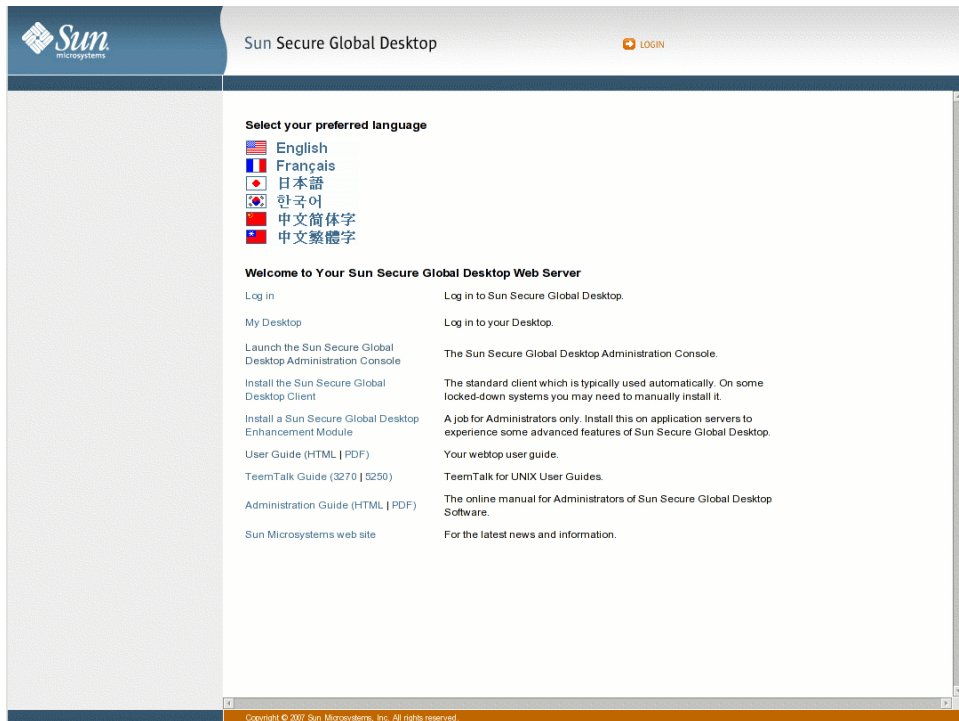 Sun
microsystems
Sun Secure Global Desktop
LOGIN
Select your preferred language
English
Français
日本語
한국어
中文简体字
中文繁體字
Welcome to Your Sun Secure Global Desktop Web Server
Log in
Log in to Sun Secure Global Desktop.
My Desktop
Log in to your Desktop.
Launch the Sun Secure Global
Desktop Administration Console
The Sun Secure Global Desktop Administration Console.
Install the Sun Secure Global
Desktop Client
The standard client which is typically used automatically. On some
locked-down systems you may need to manually install it.
Install a Sun Secure Global Desktop
Enhancement Module
A job for Administrators only. Install this on application servers to
experience some advanced features of Sun Secure Global Desktop.
User Guide (HTML | PDF)
Your webtop user guide.
TeemTalk Guide (3270 | 5250)
TeemTalk for UNIX User Guides.
Administration Guide (HTML | PDF)
The online manual for Administrators of Sun Secure Global Desktop
Software.
Sun Microsystems web site
For the latest news and information.
Copyright © 2007 Sun Microsystems, Inc. All rights reserved.